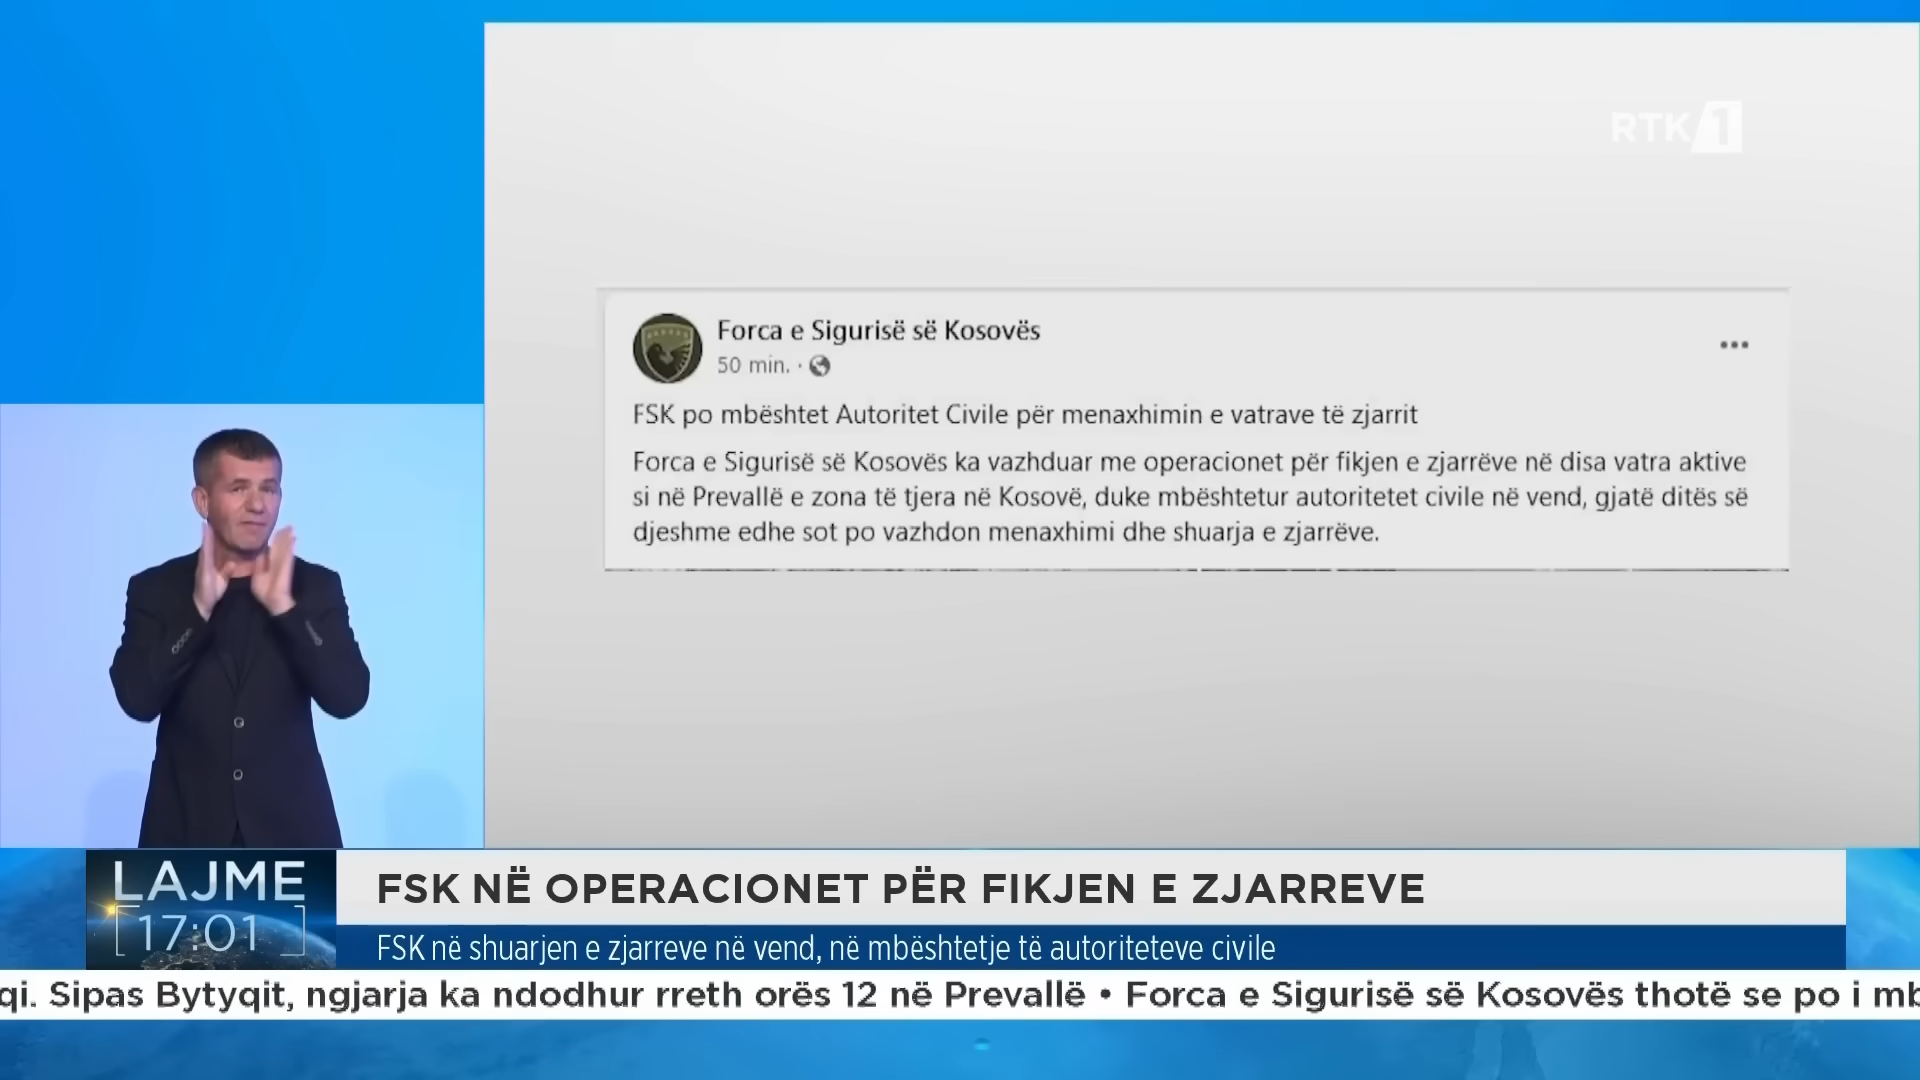 RTK 1
Forca e Sigurisë së Kosovës
50 min. ·
FSK po mbështet Autoritet Civile për menaxhimin e vatrave të zjarrit
Forca e Sigurisë së Kosovës ka vazhduar me operacionet për fikjen e zjarrëve në disa vatra aktive
si në Prevallë e zona të tjera në Kosovë, duke mbështetur autoritetet civile në vend, gjatë ditës së
djeshme edhe sot po vazhdon menaxhimi dhe shuarja e zjarrëve.
LAJME
17:01
FSK NË OPERACIONET PËR FIKJEN E ZJARREVE
FSK në shuarjen e zjarreve në vend, në mbështetje të autoriteteve civile
qi. Sipas Bytyqit, ngjarja ka ndodhur rreth orës 12 në Prevallë • Forca e Sigurisë së Kosovës thotë se po i mb